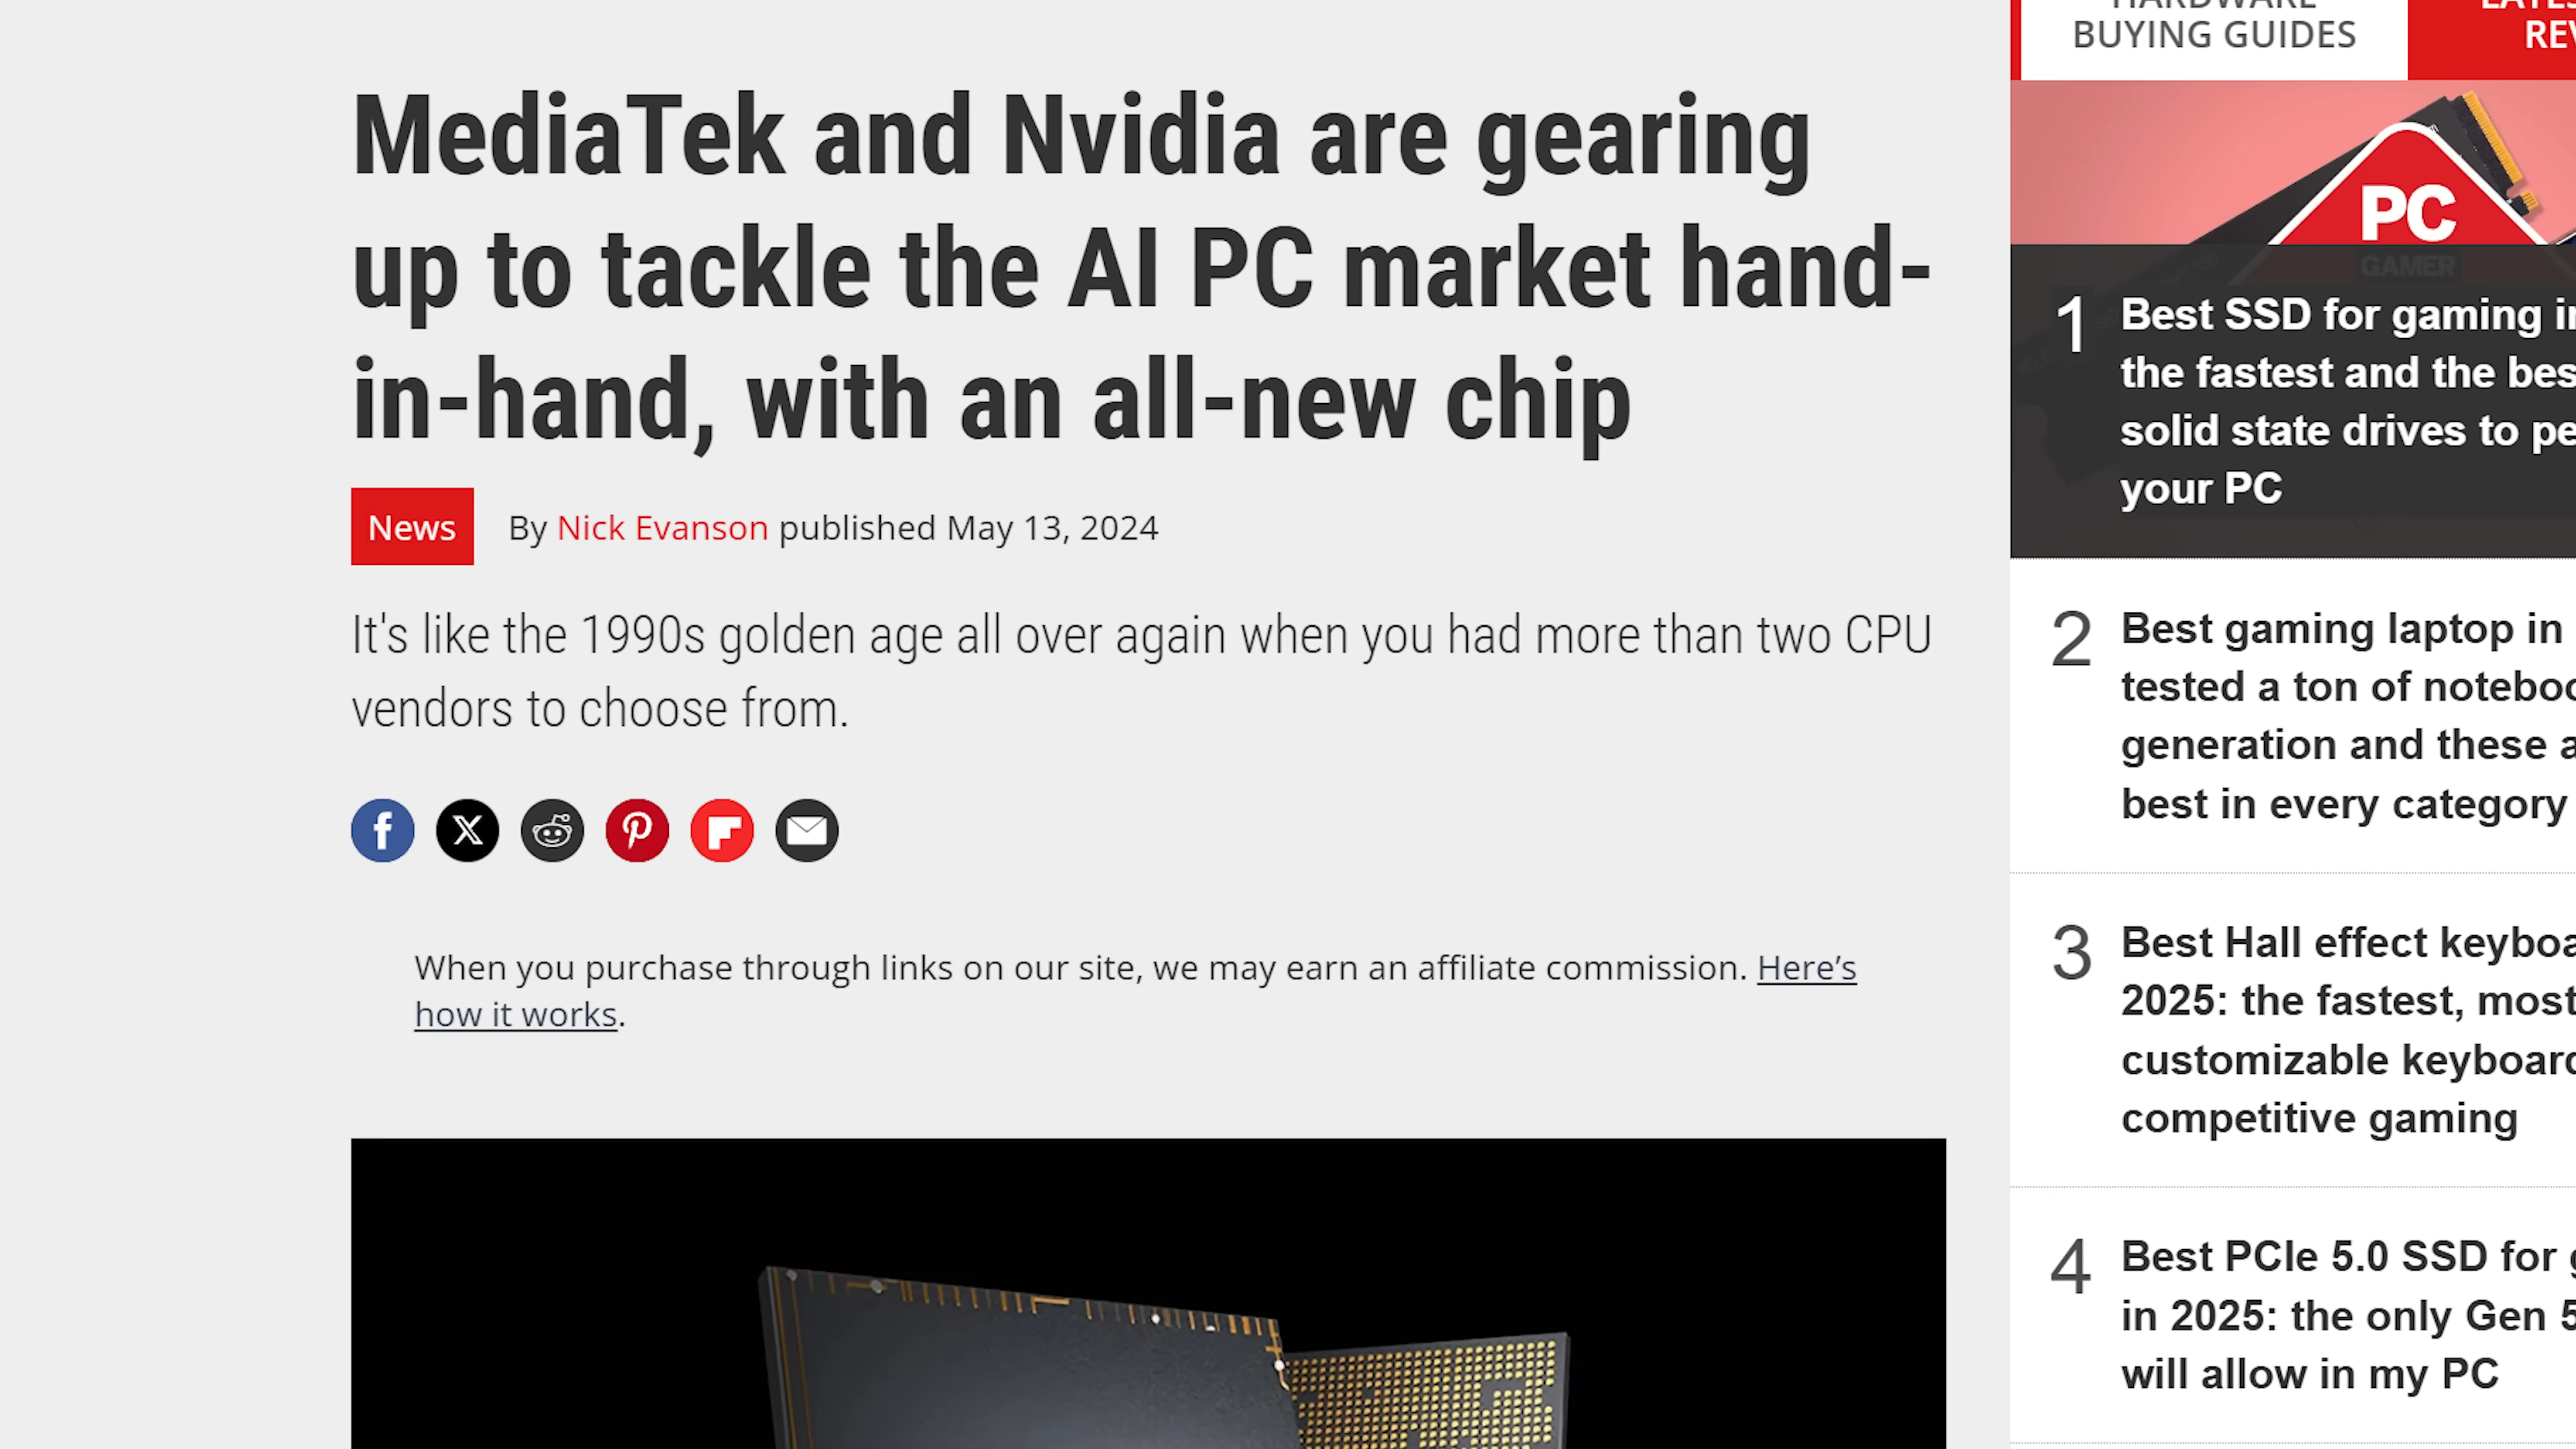 MediaTek and Nvidia are gearing
up to tackle the AI PC market hand-
in-hand, with an all-new chip
News
By Nick Evanson published May 13, 2024
It's like the 1990s golden age all over again when you had more than two CPU
vendors to choose from.
When you purchase through links on our site, we may earn an affiliate commission. Here's
how it works.
HARDWARE
BUYING GUIDES
PC
GAMER
1
Best SSD for gaming
the fastest and the
solid state drives to
your PC
2
Best gaming laptop in
tested a ton of
generation and these
best in every category
3
Best Hall effect
2025: the fastest, most
customizable
competitive gaming
4
Best PCIe 5.0 SSD for
in 2025: the only Gen
will allow in my PC